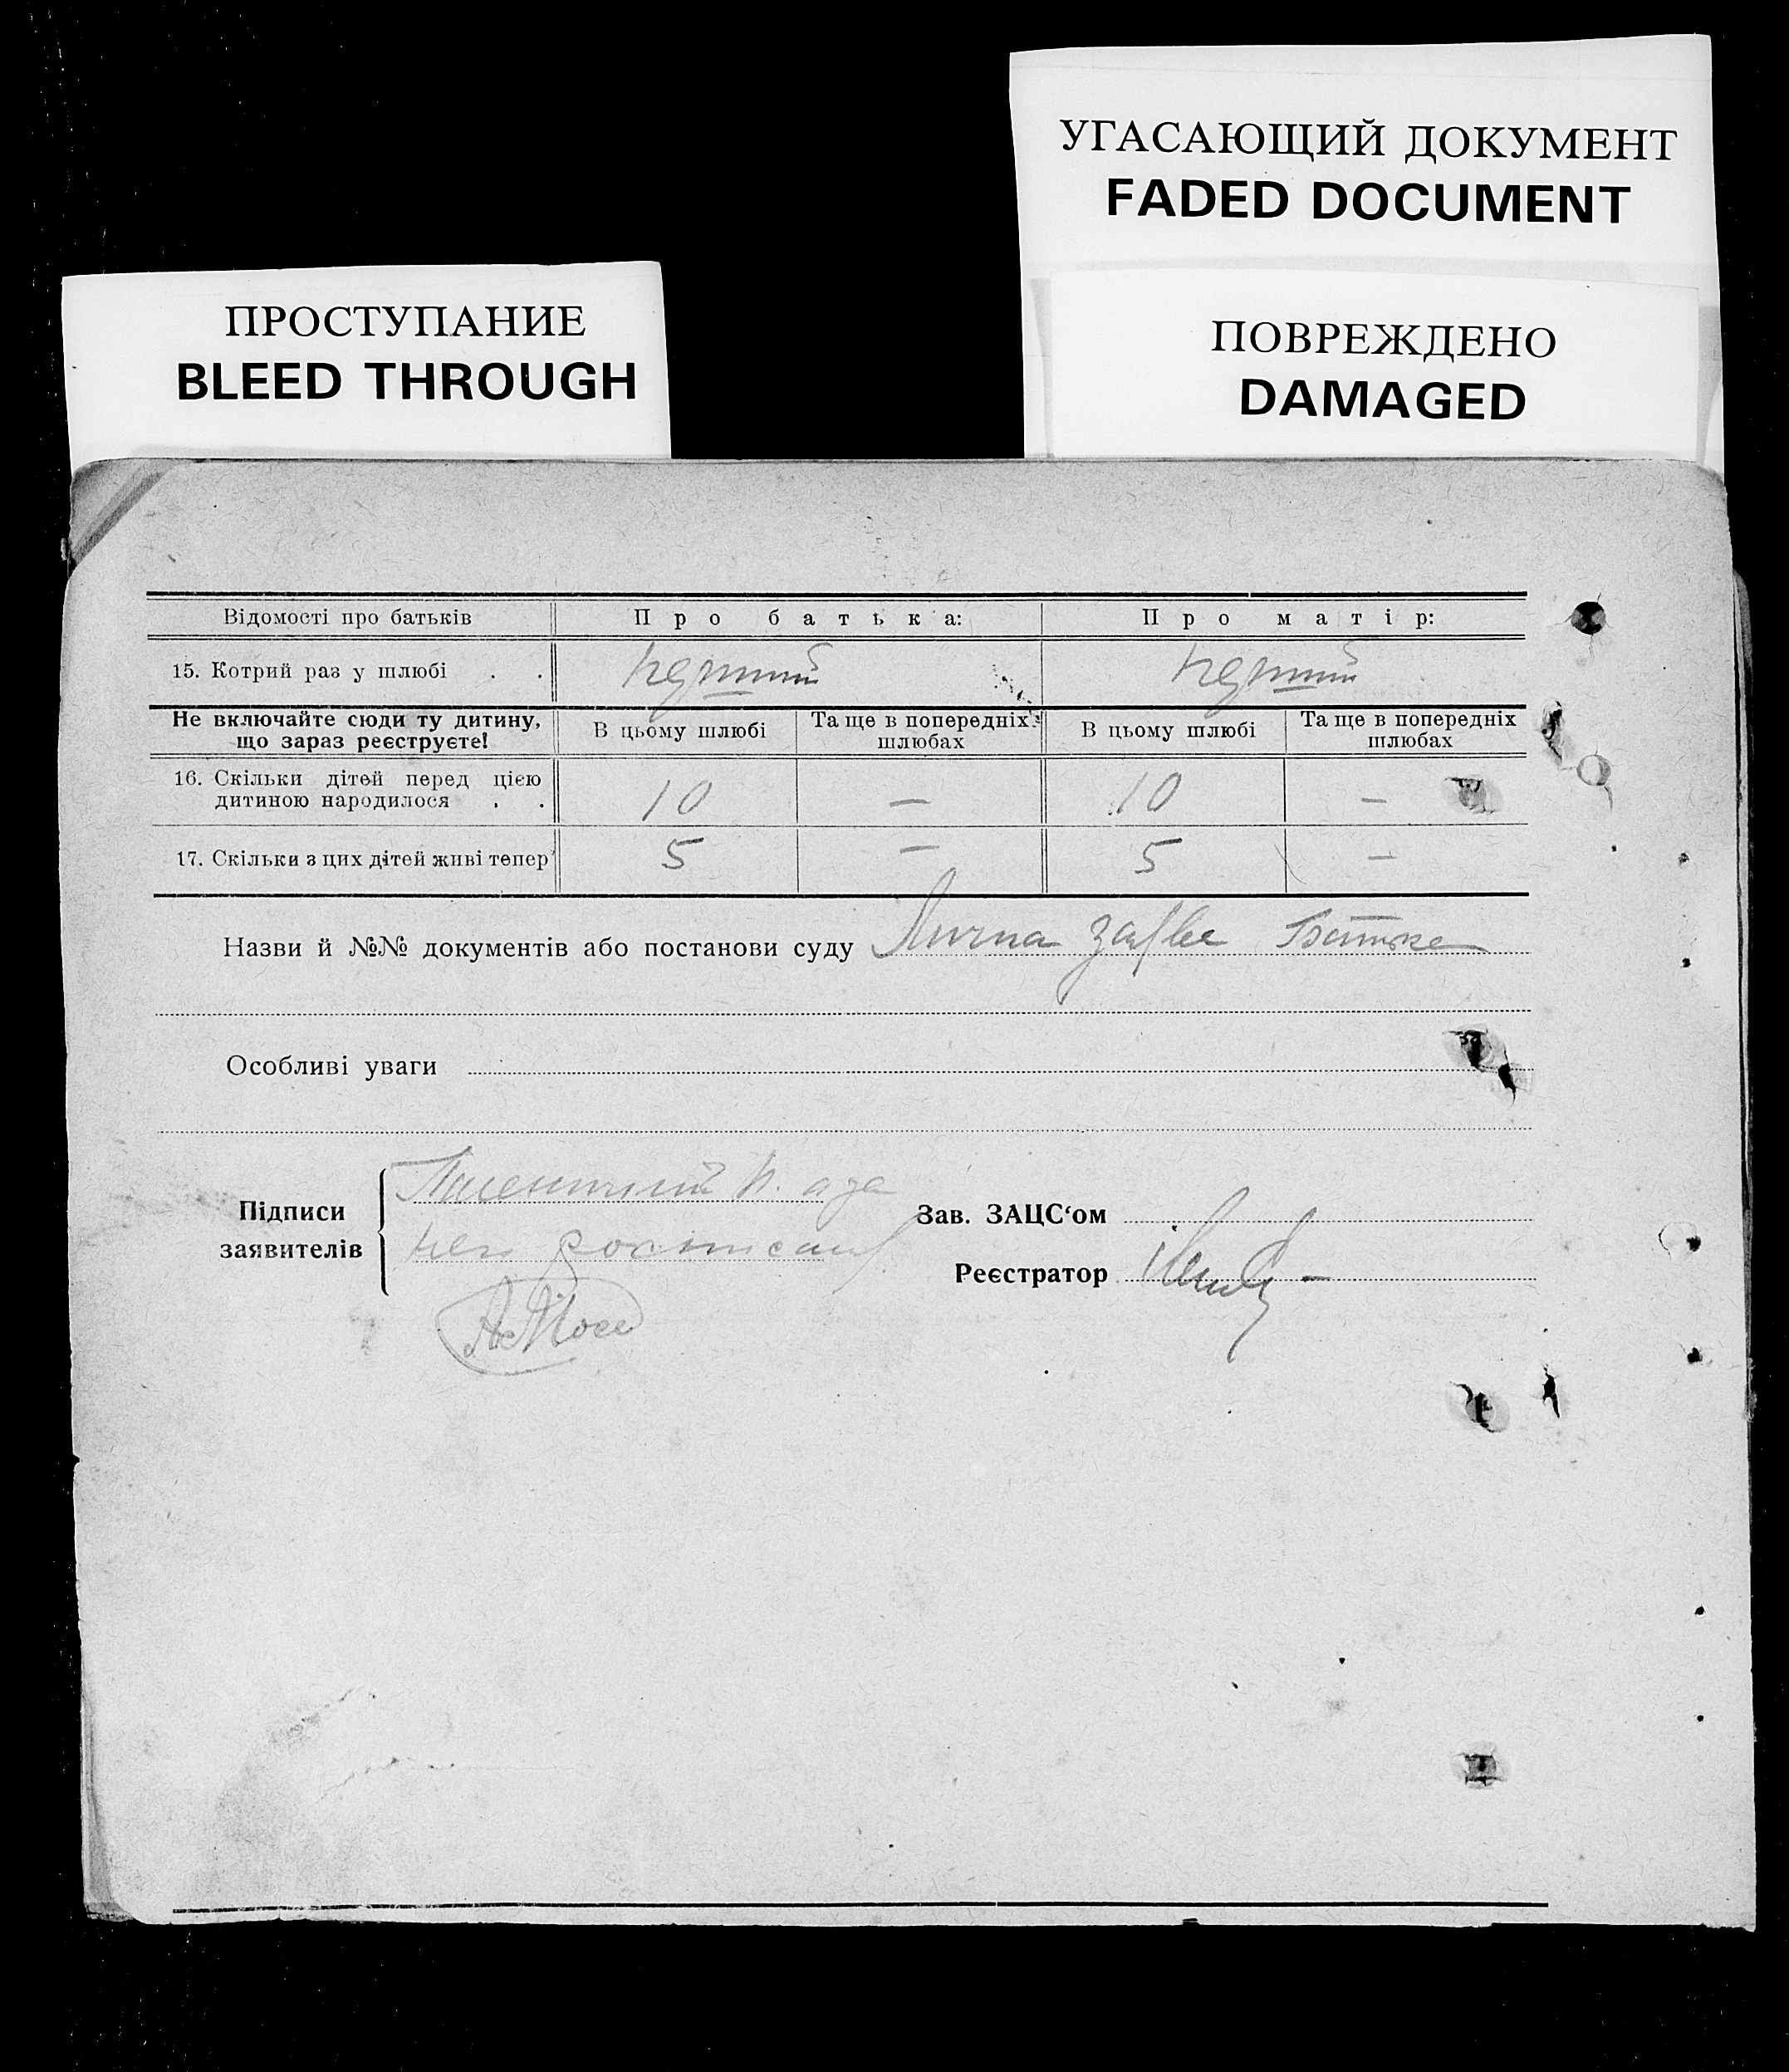 УГАСАЮЩИЙ ДОКУМЕНТ
FADED DOCUMENT
ПРОСТУПАНИЕ
BLEED THROUGH
ПОВРЕЖДЕНО
DAMAGED
Відомості про батьків Про батька: Про матір:
15. Котрий раз у шлюбі . . перший перший
Не включайте сюди ту дитину, що зараз реєструєте! В цьому шлюбі Та ще в попередніх шлюбах В цьому шлюбі Та ще в попередніх шлюбах
16. Скільки дітей перед цією дитиною народилося . . 10 — 10 —
17. Скільки з цих дітей живі тепер 5 — 5 —
Назви й №№ документів або постанови суду Лична заява
Особливі уваги
Підписи заявителів
Зав. ЗАЦС‘ом
Реєстратор